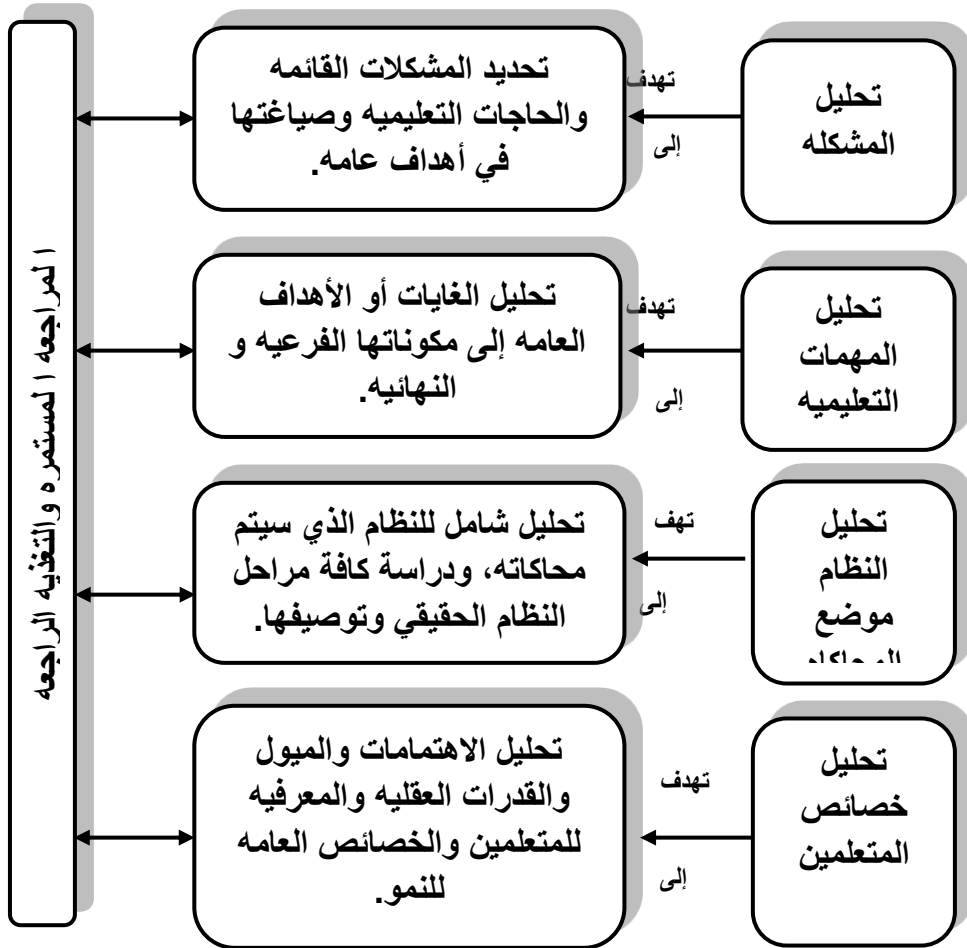 تحليل
المشكله
تهدف
إلى
تحديد المشكلات القائمه
والحاجات التعليميه وصياغتها
في أهداف عامه.
تحليل
المهمات
التعليميه
تهدف
إلى
تحليل الغايات أو الأهداف
العامه إلى مكوناتها الفرعيه و
النهائيه.
تحليل
النظام
موضع
تهف
إلى
تحليل شامل للنظام الذي سيتم
محاكاته، ودراسة كافة مراحل
النظام الحقيقي وتوصيفها.
تحليل
خصائص
المتعلمين
تهدف
إلى
تحليل الاهتمامات والميول
والقدرات العقليه والمعرفيه
للمتعلمين والخصائص العامه
للنمو.
المراجعه المستمره والتغذيه الراجعه